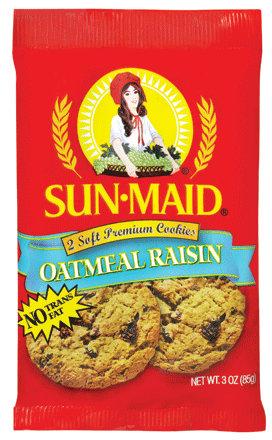 SUN•MAID®
2 Soft Premium Cookies
OATMEAL RAISIN
NO TRANS
FAT
NET WT. 3 OZ (85g)